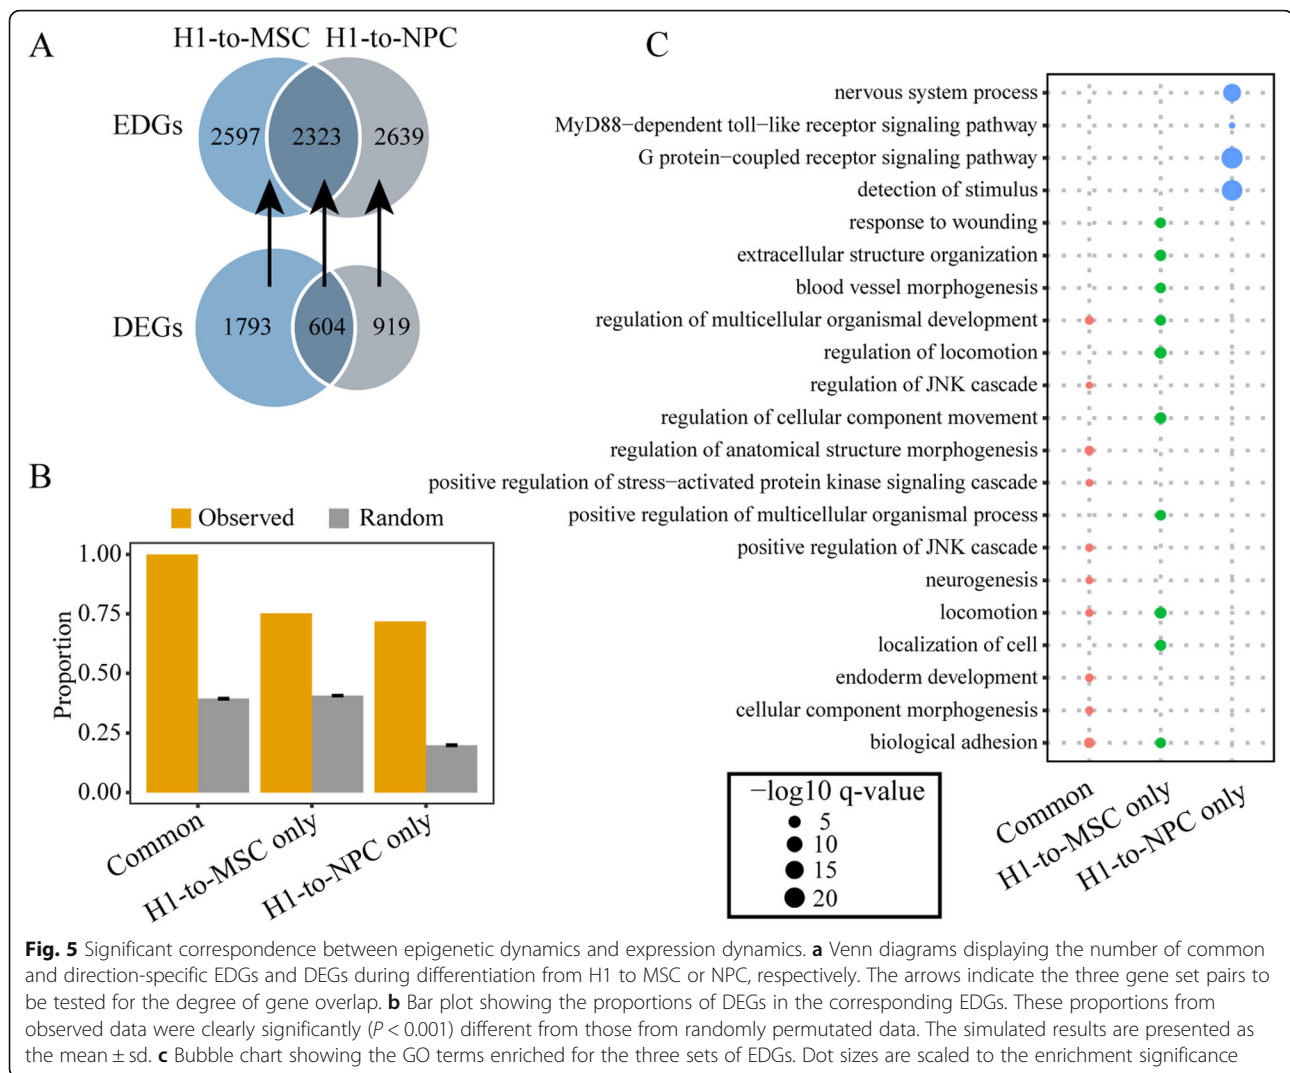 A
H1-to-MSC H1-to-NPC
EDGs
2597 2323 2639
DEGs
1793 604 919
B
Observed Random
Proportion
1.00
0.75
0.50
0.25
0.00
Common
H1-to-MSC only
H1-to-NPC only
C
nervous system process
MyD88−dependent toll−like receptor signaling pathway
G protein−coupled receptor signaling pathway
detection of stimulus
response to wounding
extracellular structure organization
blood vessel morphogenesis
regulation of multicellular organismal development
regulation of locomotion
regulation of JNK cascade
regulation of cellular component movement
regulation of anatomical structure morphogenesis
positive regulation of stress−activated protein kinase signaling cascade
positive regulation of multicellular organismal process
positive regulation of JNK cascade
neurogenesis
locomotion
localization of cell
endoderm development
cellular component morphogenesis
biological adhesion
Common
H1-to-MSC only
H1-to-NPC only
−log10 q-value
5
10
15
20
Fig. 5 Significant correspondence between epigenetic dynamics and expression dynamics. a Venn diagrams displaying the number of common
and direction-specific EDGs and DEGs during differentiation from H1 to MSC or NPC, respectively. The arrows indicate the three gene set pairs to
be tested for the degree of gene overlap. b Bar plot showing the proportions of DEGs in the corresponding EDGs. These proportions from
observed data were clearly significantly (P < 0.001) different from those from randomly permutated data. The simulated results are presented as
the mean ± sd. c Bubble chart showing the GO terms enriched for the three sets of EDGs. Dot sizes are scaled to the enrichment significance